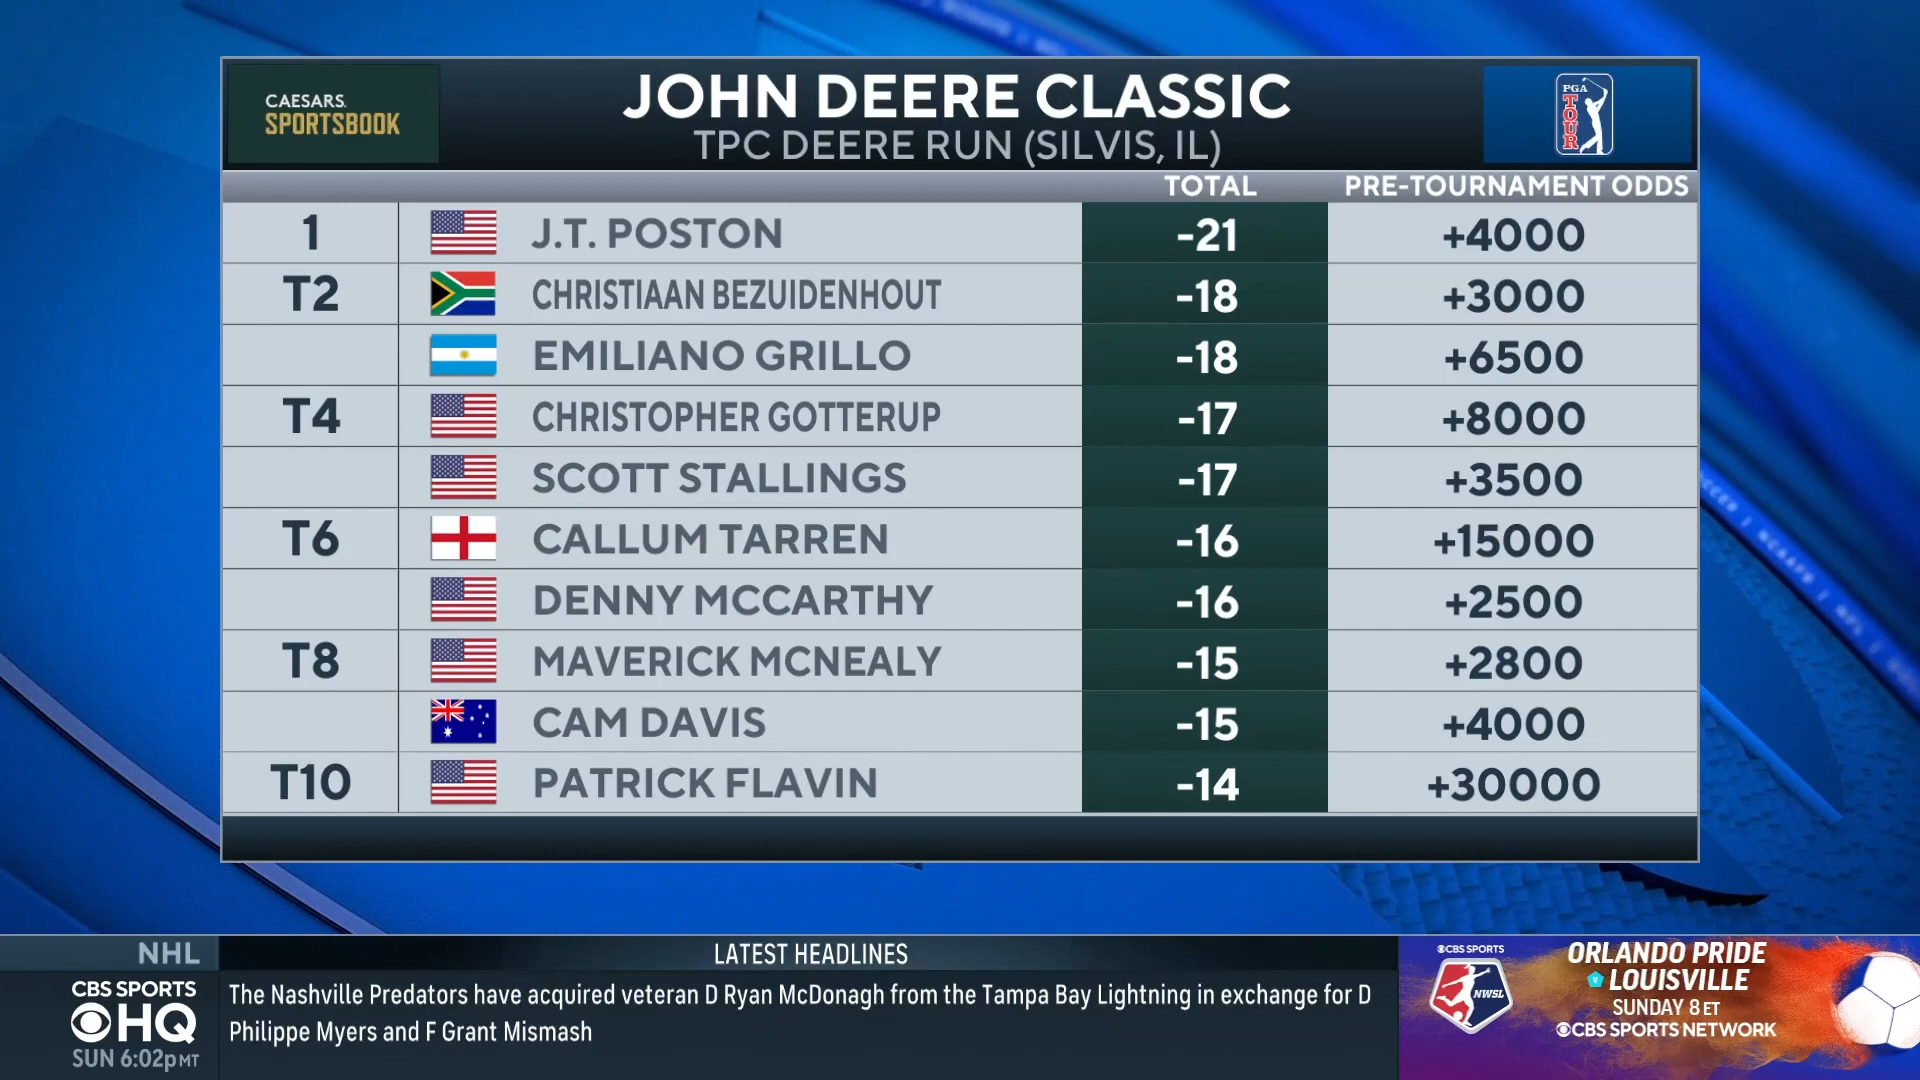 CAESARS
SPORTSBOOK
JOHN DEERE CLASSIC
TPC DEERE RUN (SILVIS, IL)
PGA
TOUR
TOTAL PRE-TOURNAMENT ODDS
1 J.T. POSTON -21 +4000
T2 CHRISTIAAN BEZUIDENHOUT -18 +3000
EMILIANO GRILLO -18 +6500
T4 CHRISTOPHER GOTTERUP -17 +8000
SCOTT STALLINGS -17 +3500
T6 CALLUM TARREN -16 +15000
DENNY MCCARTHY -16 +2500
T8 MAVERICK MCNEALY -15 +2800
CAM DAVIS -15 +4000
T10 PATRICK FLAVIN -14 +30000
NHL
LATEST HEADLINES
CBS SPORTS
HQ
SUN 6:02pMT
The Nashville Predators have acquired veteran D Ryan McDonagh from the Tampa Bay Lightning in exchange for D
Philippe Myers and F Grant Mismash
CBS SPORTS
NWSL
ORLANDO PRIDE
V LOUISVILLE
SUNDAY 8 ET
CBS SPORTS NETWORK